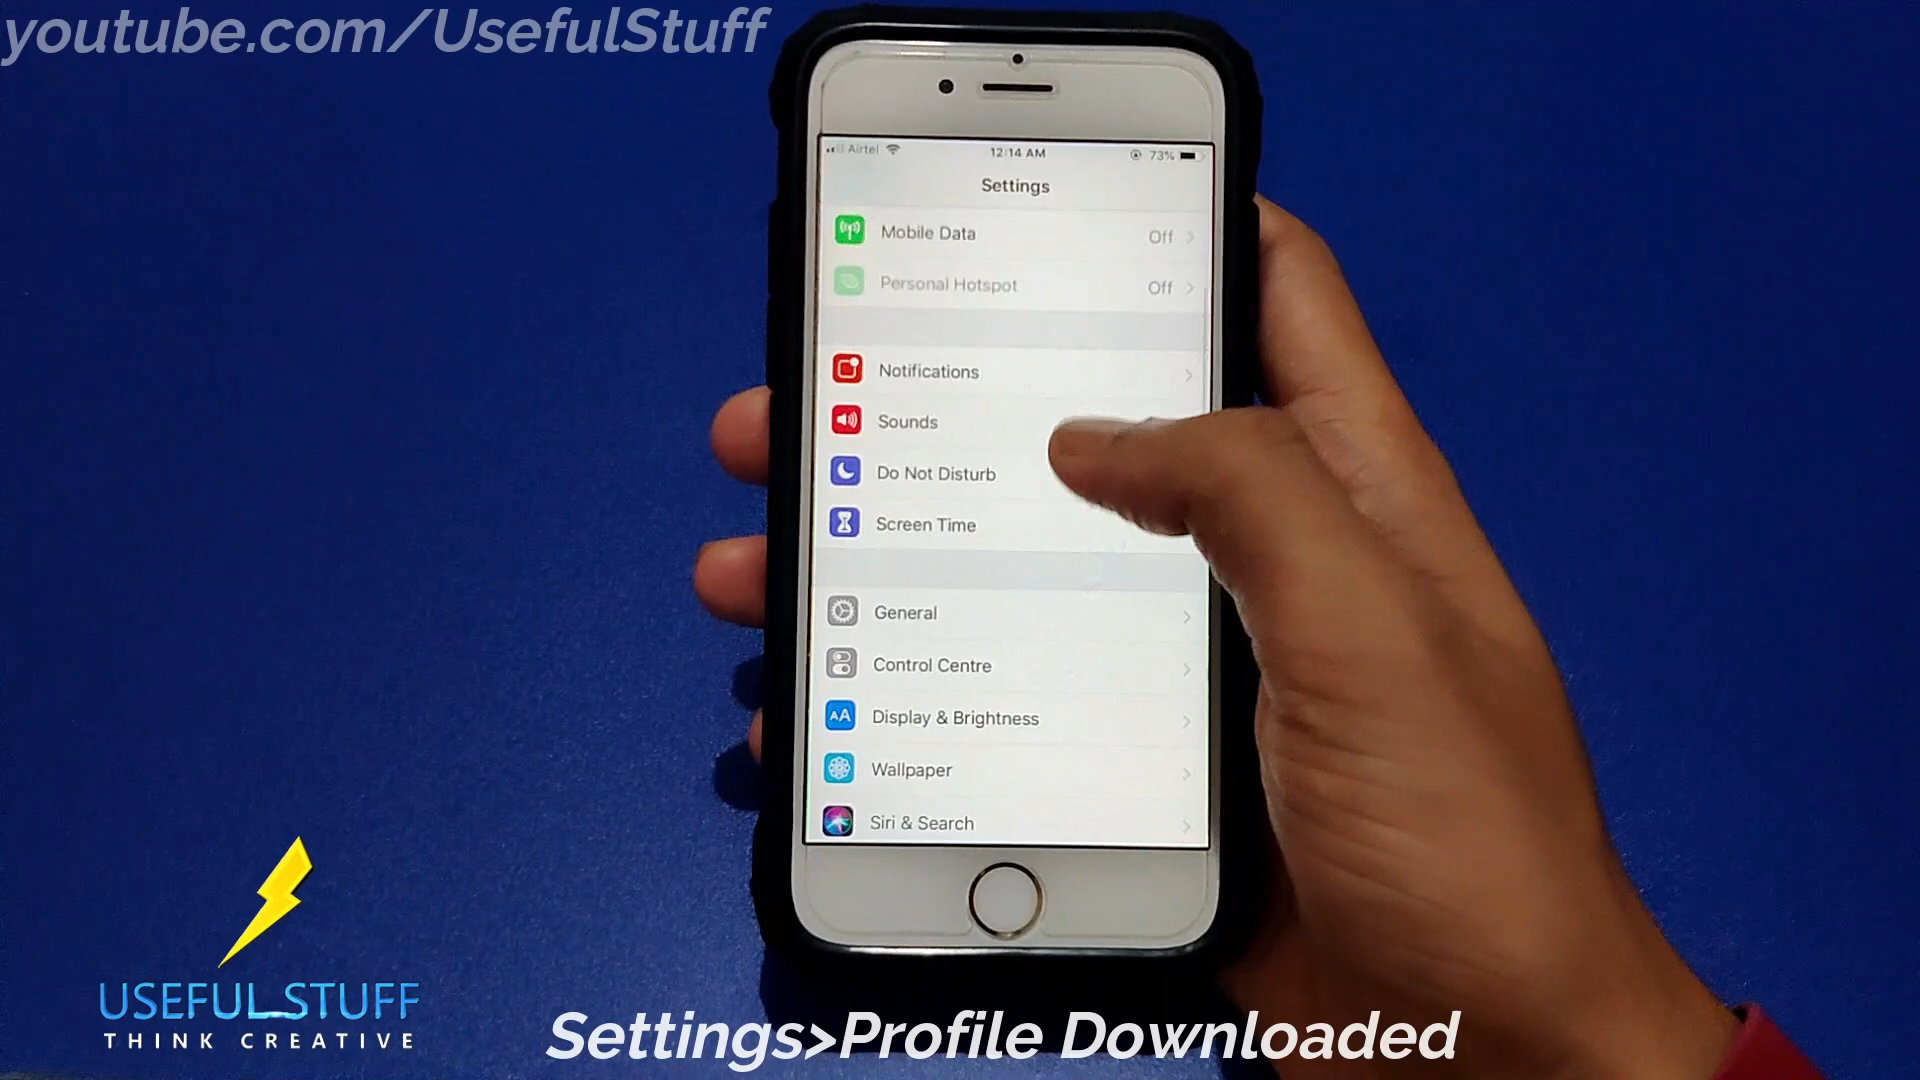 youtube.com/UsefulStuff
Airtel 12:14 AM 73%
Settings
Mobile Data Off
Personal Hotspot Off
Notifications
Sounds
Do Not Disturb
Screen Time
General
Control Centre
AA Display & Brightness
Wallpaper
Siri & Search
USEFUL STUFF
THINK CREATIVE
Settings>Profile Downloaded